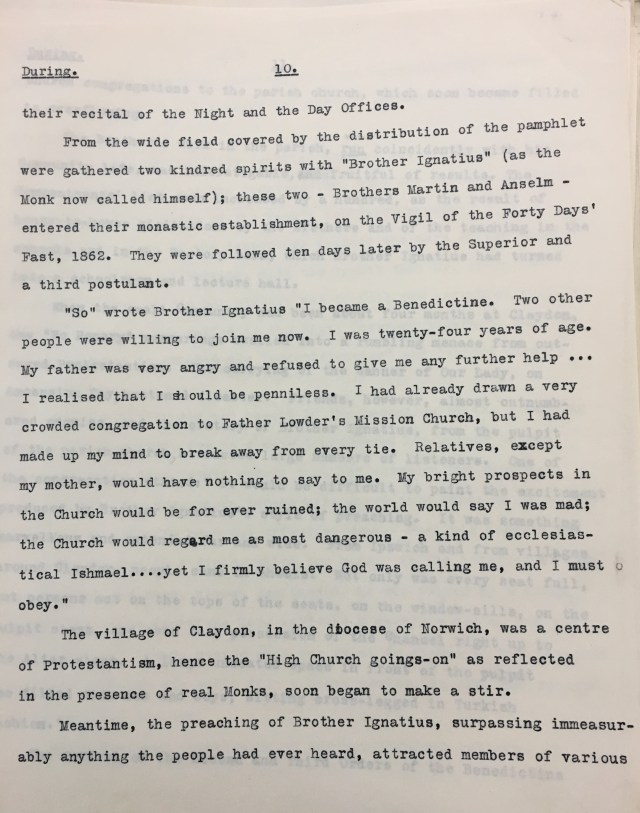 During. 10.
their recital of the Night and the Day Offices.
From the wide field covered by the distribution of the pamphlet
were gathered two kindred spirits with "Brother Ignatius" (as the
Monk now called himself); these two - Brothers Martin and Anselm -
entered their monastic establishment, on the Vigil of the Forty Days'
Fast, 1862. They were followed ten days later by the Superior and
a third postulant.
"So" wrote Brother Ignatius "I became a Benedictine. Two other
people were willing to join me now. I was twenty-four years of age.
My father was very angry and refused to give me any further help ...
I realised that I should be penniless. I had already drawn a very
crowded congregation to Father Lowder's Mission Church, but I had
made up my mind to break away from every tie. Relatives, except
my mother, would have nothing to say to me. My bright prospects in
the Church would be for ever ruined; the world would say I was mad;
the Church would regard me as most dangerous - a kind of ecclesias-
tical Ishmael....yet I firmly believe God was calling me, and I must
obey."
The village of Claydon, in the diocese of Norwich, was a centre
of Protestantism, hence the "High Church goings-on" as reflected
in the presence of real Monks, soon began to make a stir.
Meantime, the preaching of Brother Ignatius, surpassing immeasur-
ably anything the people had ever heard, attracted members of various